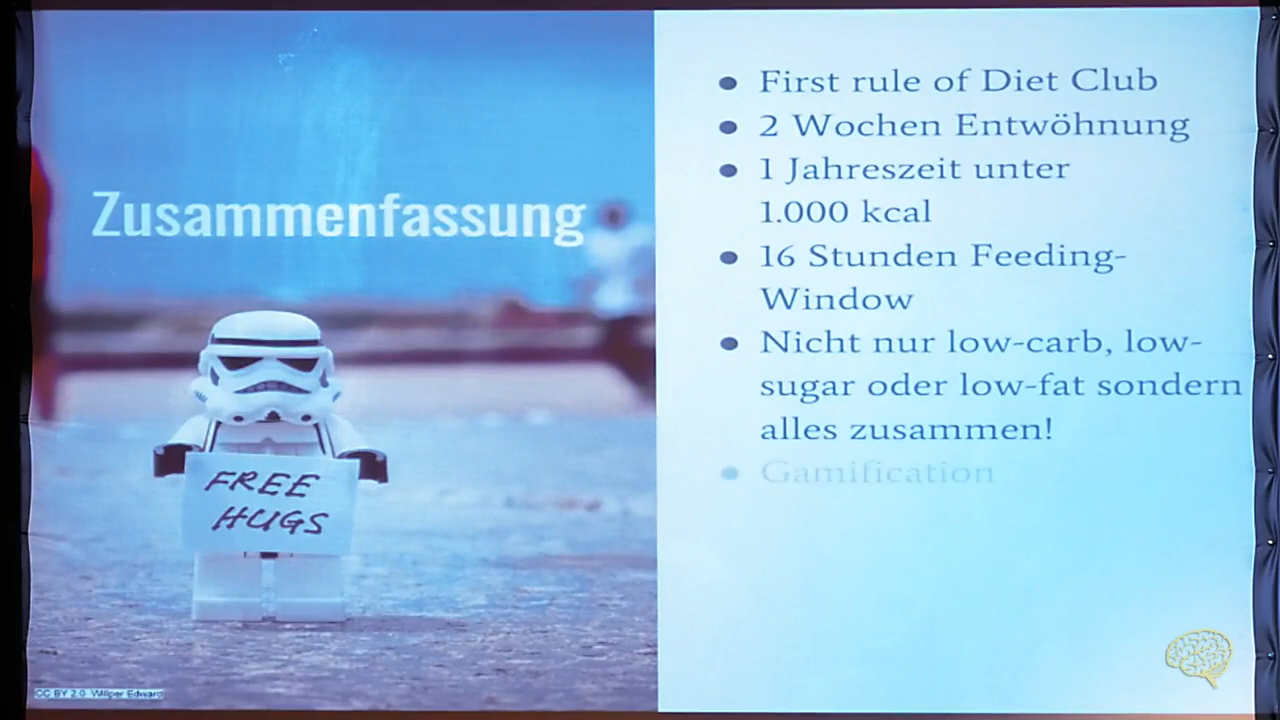 Zusammenfassung
FREE
HUGS
CC BY 2.0 Willper Edward
• First rule of Diet Club
• 2 Wochen Entwöhnung
• 1 Jahreszeit unter
1.000 kcal
• 16 Stunden Feeding-
Window
• Nicht nur low-carb, low-
sugar oder low-fat sondern
alles zusammen!
• Gamification